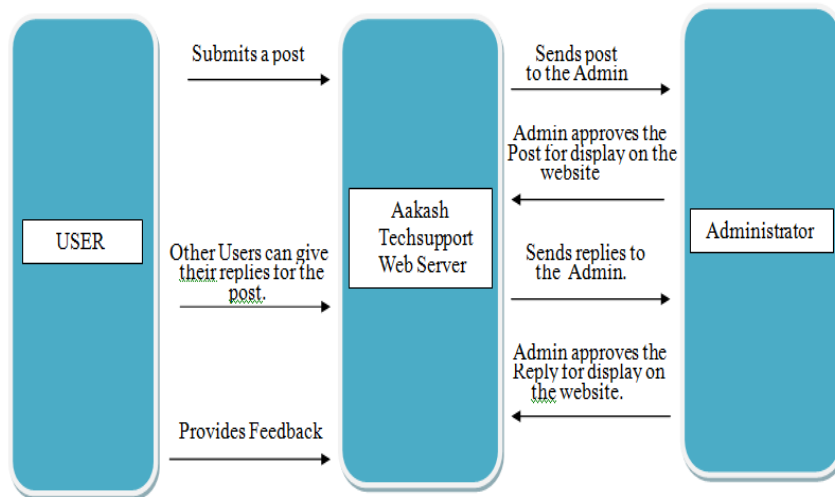 USER
Submits a post
Other Users can give
their replies for the
post.
Provides Feedback
Aakash
Techsupport
Web Server
Sends post
to the Admin
Admin approves the
Post for display on the
website
Sends replies to
the Admin.
Admin approves the
Reply for display on
the website.
Administrator